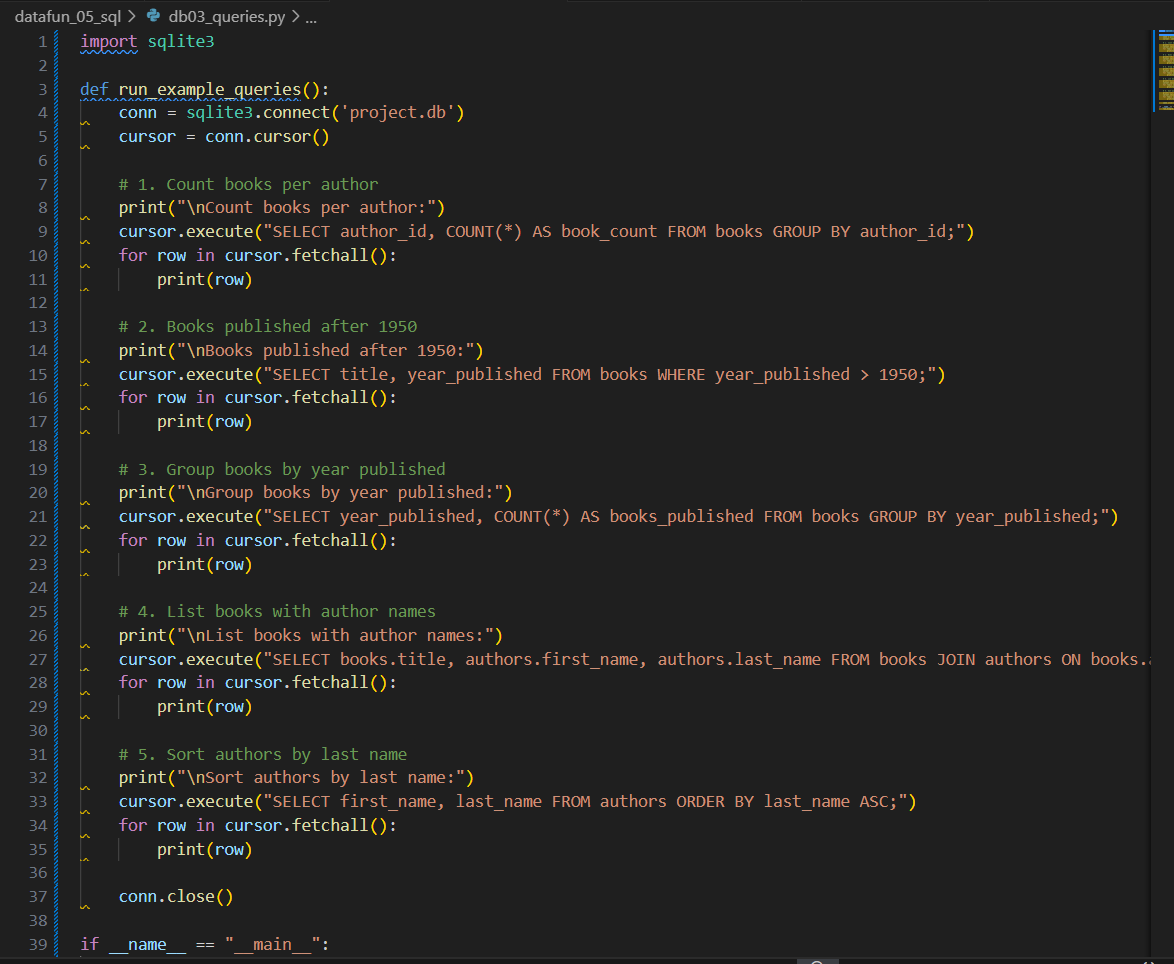 datafun_05_sql > db03_queries.py > ...
1 import sqlite3
2
3 def run_example_queries():
4     conn = sqlite3.connect('project.db')
5     cursor = conn.cursor()
6
7     # 1. Count books per author
8     print("\nCount books per author:")
9     cursor.execute("SELECT author_id, COUNT(*) AS book_count FROM books GROUP BY author_id;")
10     for row in cursor.fetchall():
11         print(row)
12
13     # 2. Books published after 1950
14     print("\nBooks published after 1950:")
15     cursor.execute("SELECT title, year_published FROM books WHERE year_published > 1950;")
16     for row in cursor.fetchall():
17         print(row)
18
19     # 3. Group books by year published
20     print("\nGroup books by year published:")
21     cursor.execute("SELECT year_published, COUNT(*) AS books_published FROM books GROUP BY year_published;")
22     for row in cursor.fetchall():
23         print(row)
24
25     # 4. List books with author names
26     print("\nList books with author names:")
27     cursor.execute("SELECT books.title, authors.first_name, authors.last_name FROM books JOIN authors ON books.
28     for row in cursor.fetchall():
29         print(row)
30
31     # 5. Sort authors by last name
32     print("\nSort authors by last name:")
33     cursor.execute("SELECT first_name, last_name FROM authors ORDER BY last_name ASC;")
34     for row in cursor.fetchall():
35         print(row)
36
37     conn.close()
38
39 if __name__ == "__main__":